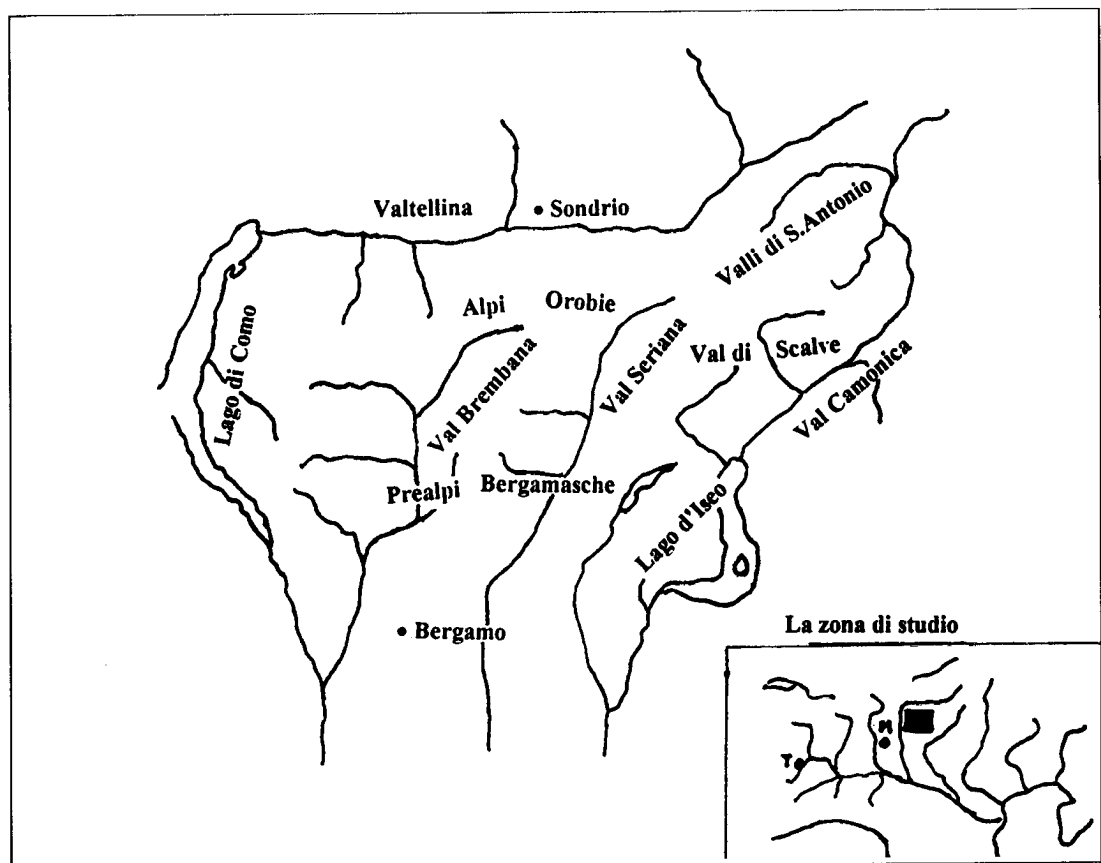 Valtellina
Sondrio
Valli di S.Antonio
Alpi Orobie
Lago di Como
Val Brembana
Val Seriana
Val di Scalve
Val Camonica
Prealpi Bergamasche
Lago d'Iseo
Bergamo
La zona di studio
M
T